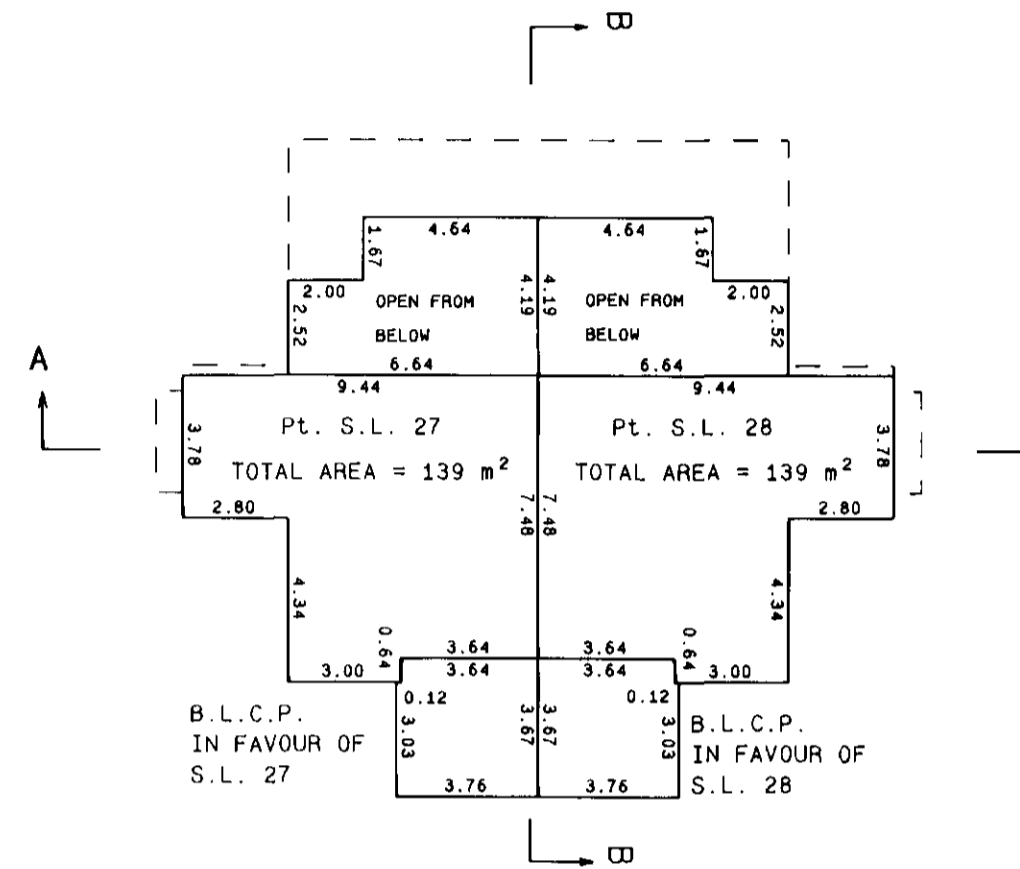 B
4.64 4.64
1.67 1.67
4.19 4.19
2.00 2.00
OPEN FROM OPEN FROM
2.52 2.52
BELOW BELOW
A
6.64 6.64
9.44 9.44
Pt. S.L. 27 Pt. S.L. 28
3.78 3.78
TOTAL AREA = 139 m² TOTAL AREA = 139 m²
2.80 2.80
7.48 7.48
4.34 4.34
0.64 0.64
3.64 3.64
3.00 3.64 3.64 3.00
0.12 0.12
3.03 3.67 3.67 3.03
B.L.C.P.
IN FAVOUR OF
S.L. 27
B.L.C.P.
IN FAVOUR OF
S.L. 28
3.76 3.76
B